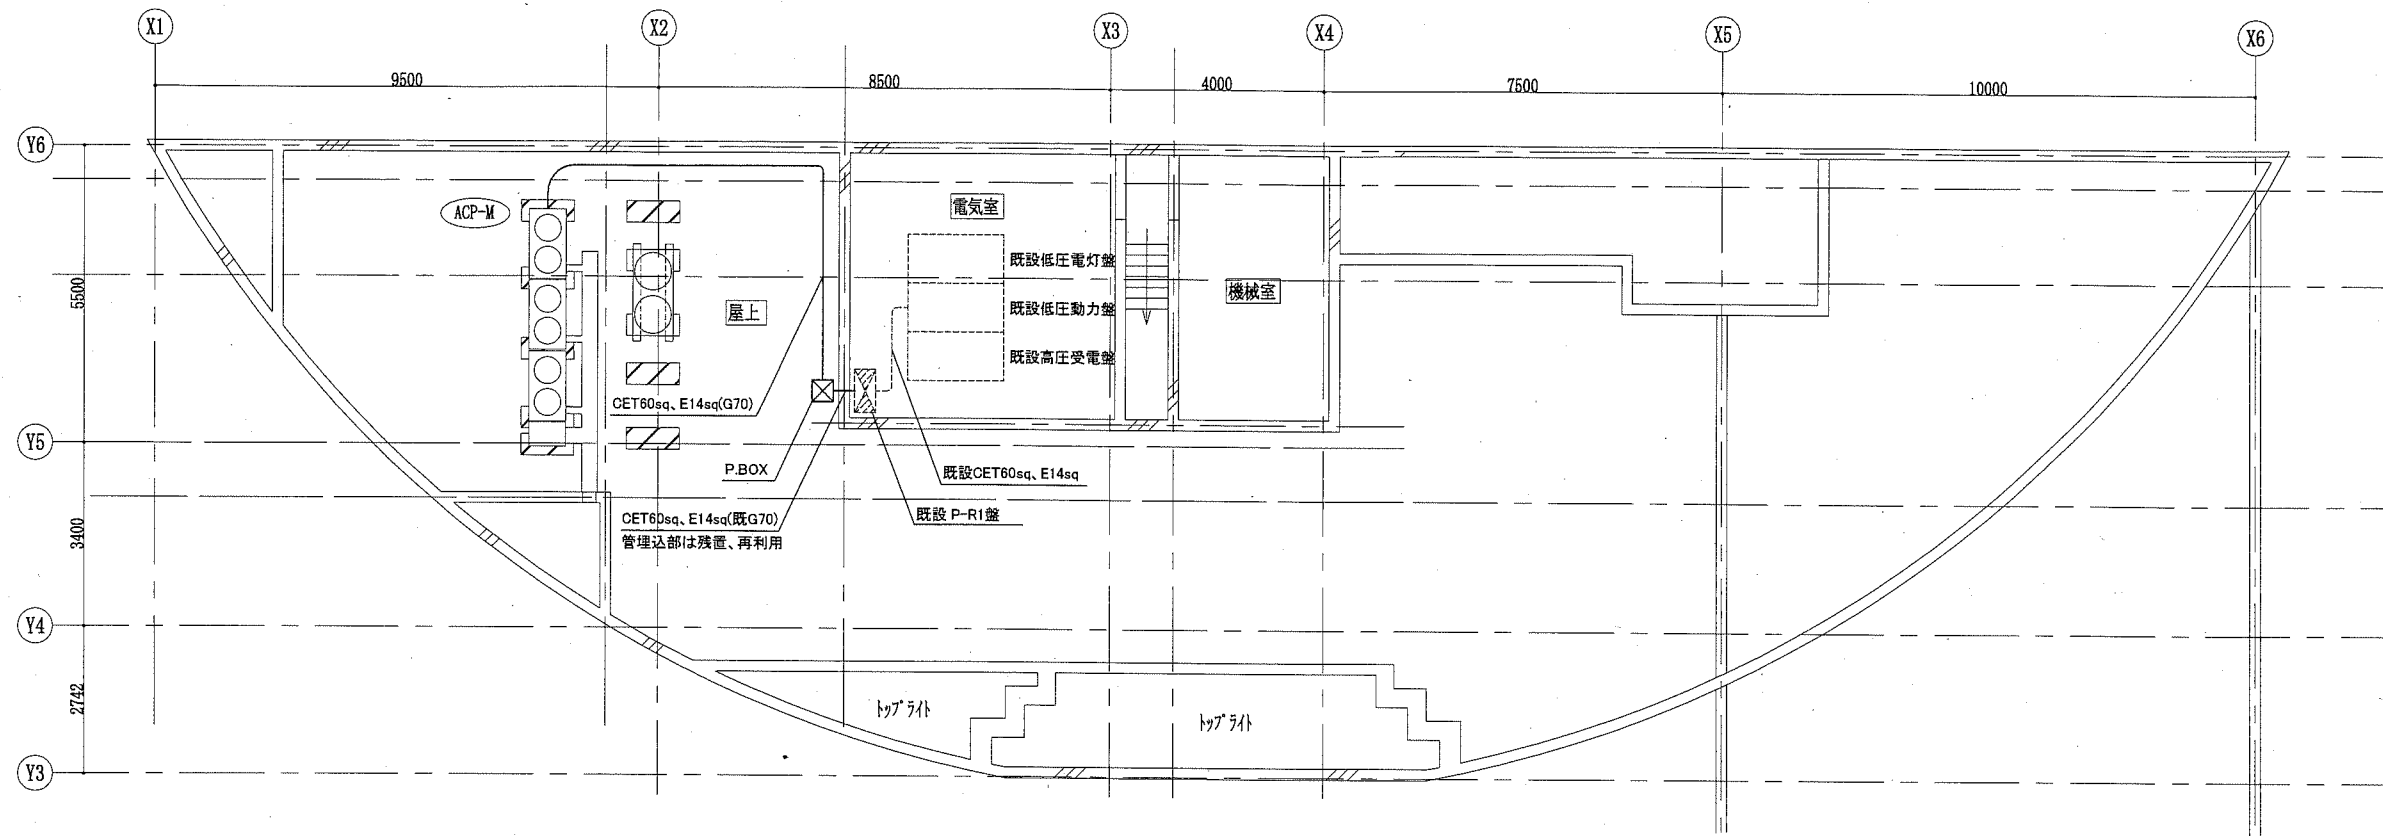 X1
X2
X3
X4
X5
X6
9500
8500
4000
7500
10000
Y6
ACP-M
電気室
既設低圧電灯盤
5500
屋上
既設低圧動力盤
機械室
既設高圧受電盤
CET60sq、E14sq(G70)
Y5
P.BOX
既設CET60sq、E14sq
既設 P-R1盤
CET60sq、E14sq(既G70)
管埋込部は残置、再利用
3400
Y4
2742
トップライト
トップライト
Y3